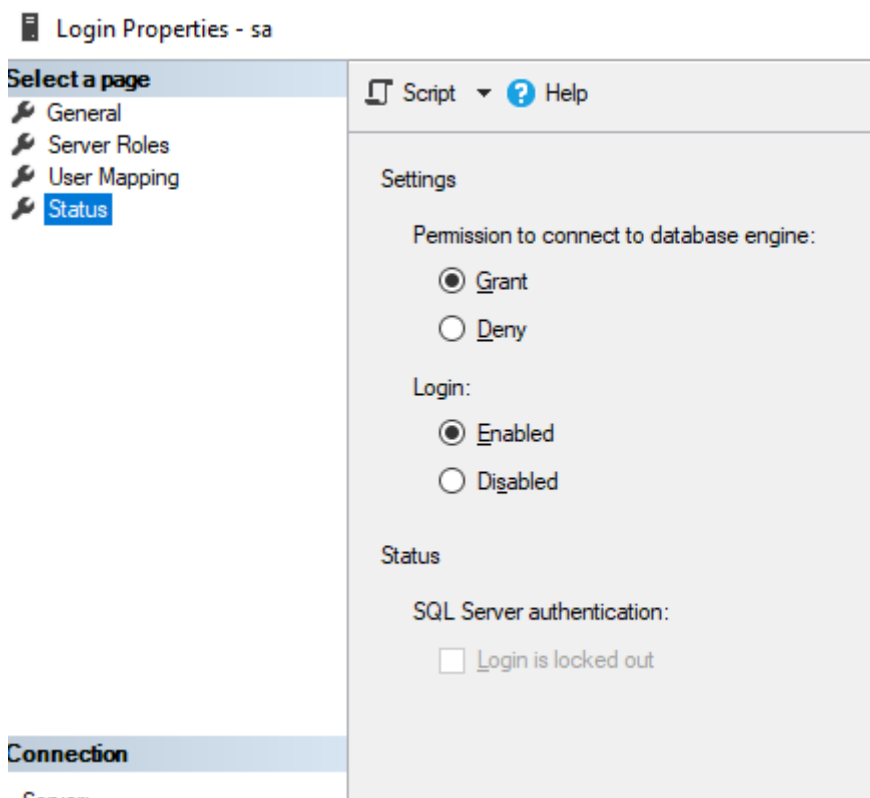 Login Properties - sa
Select a page
General
Server Roles
User Mapping
Status
Script
Help
Settings
Permission to connect to database engine:
Grant
Deny
Login:
Enabled
Disabled
Status
SQL Server authentication:
Login is locked out
Connection